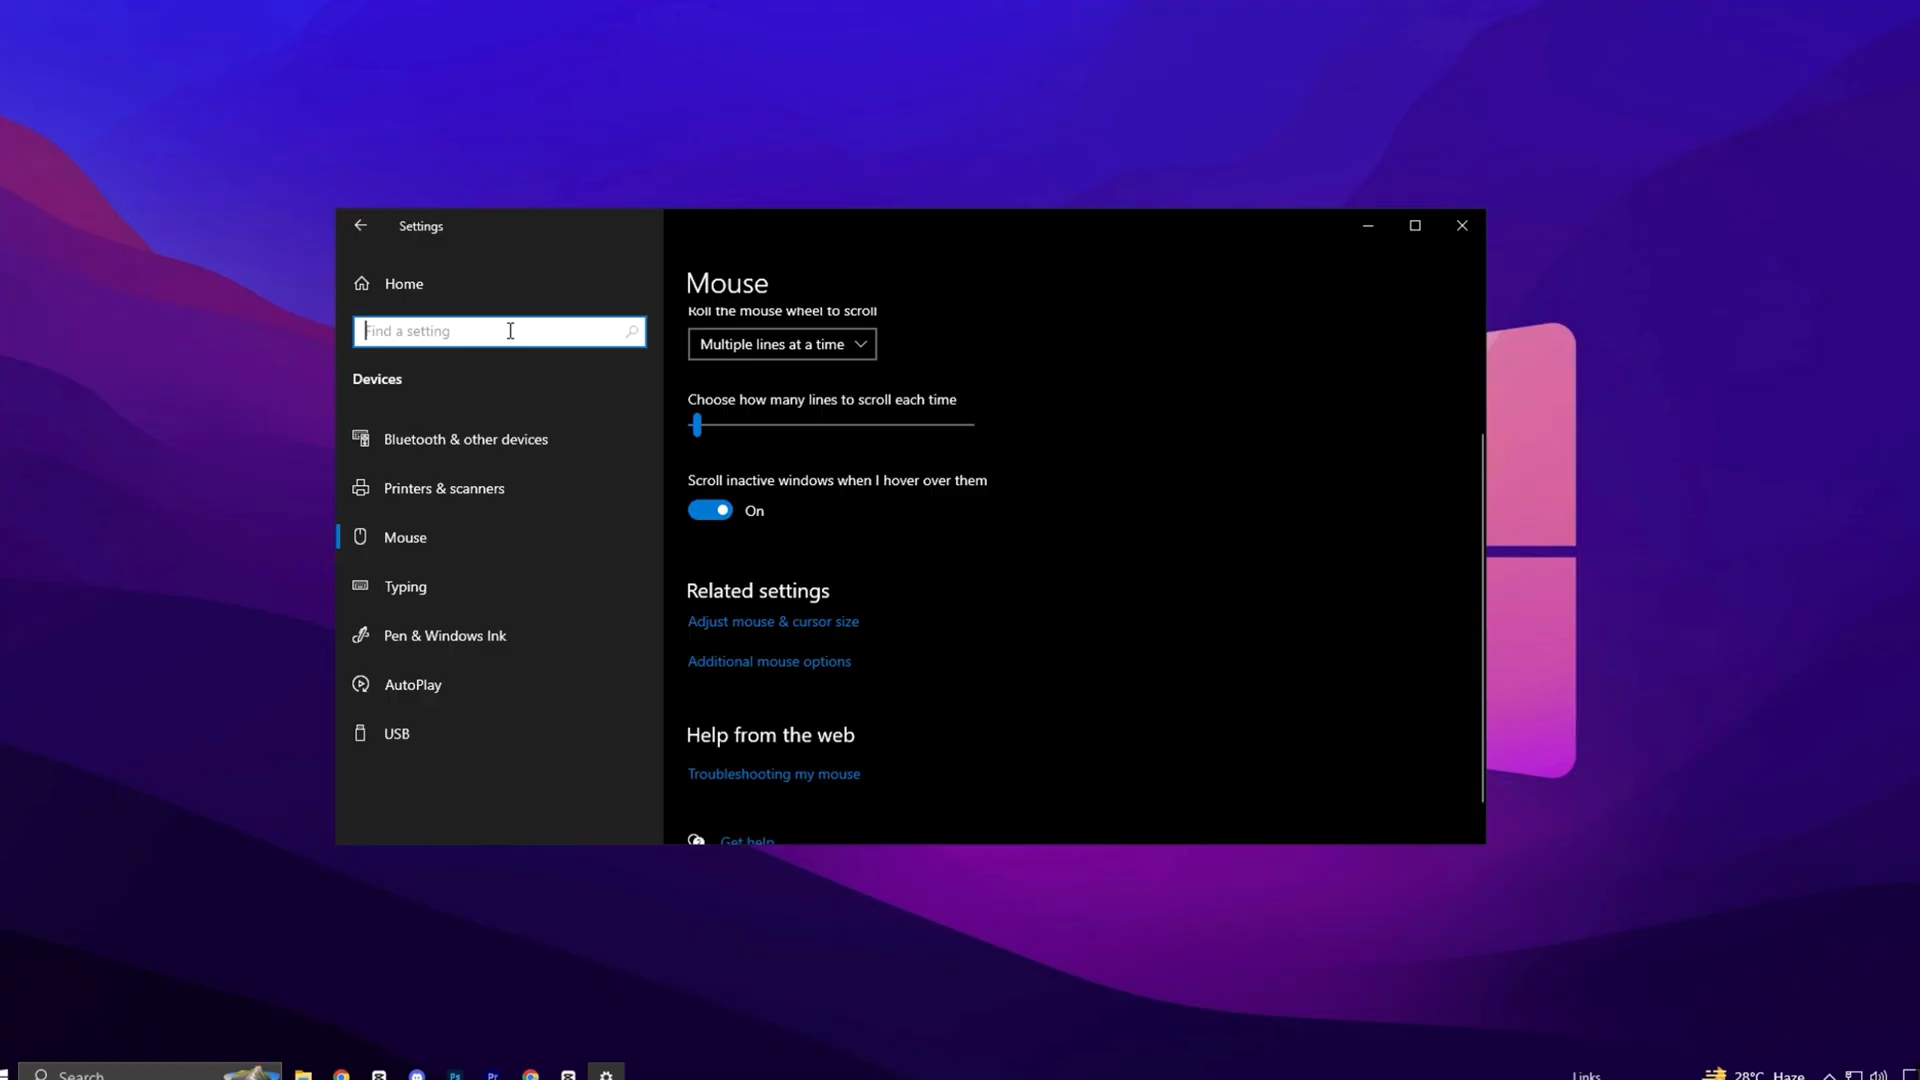 Settings
Home
Find a setting
Devices
Bluetooth & other devices
Printers & scanners
Mouse
Typing
Pen & Windows Ink
AutoPlay
USB
Mouse
Roll the mouse wheel to scroll
Multiple lines at a time
Choose how many lines to scroll each time
Scroll inactive windows when I hover over them
On
Related settings
Adjust mouse & cursor size
Additional mouse options
Help from the web
Troubleshooting my mouse
Get help
Search
Ps
Pr
Links
28°C Haze